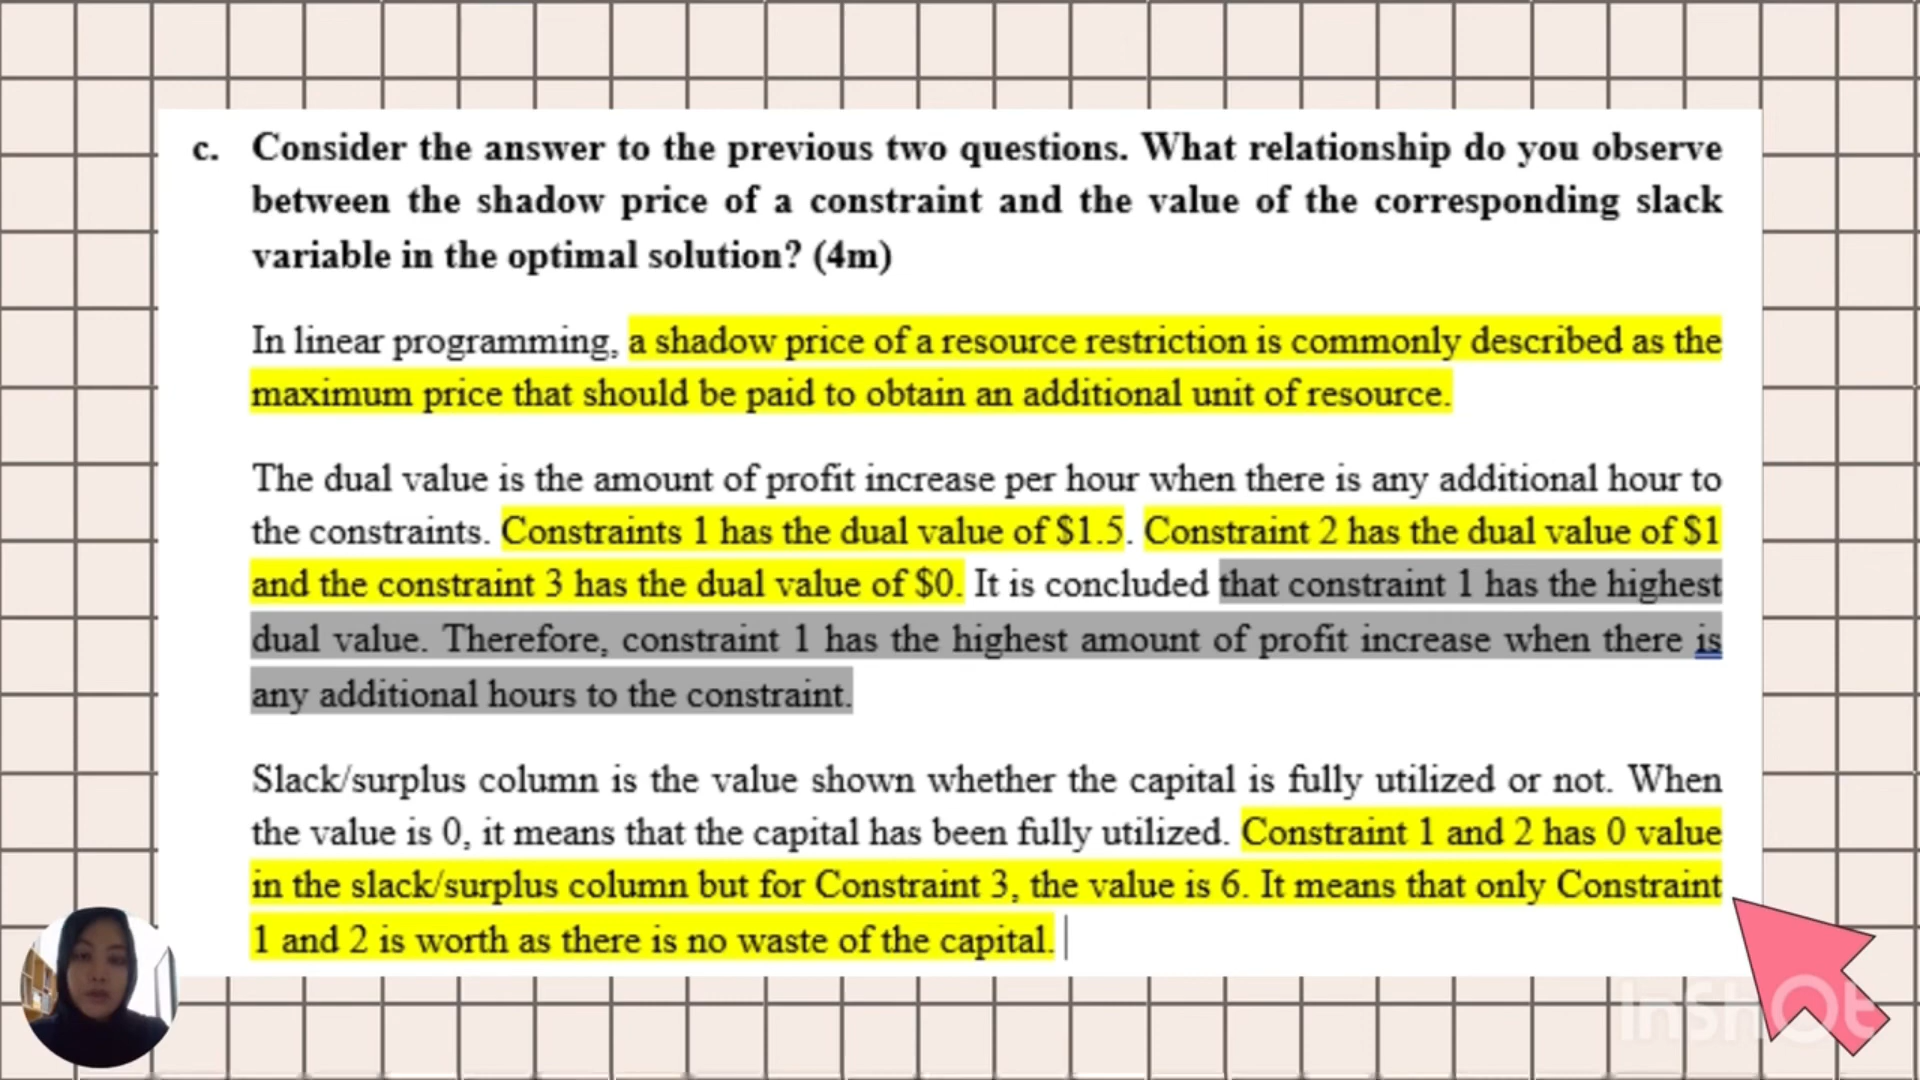 c. Consider the answer to the previous two questions. What relationship do you observe
between the shadow price of a constraint and the value of the corresponding slack
variable in the optimal solution? (4m)
In linear programming, a shadow price of a resource restriction is commonly described as the
maximum price that should be paid to obtain an additional unit of resource.
The dual value is the amount of profit increase per hour when there is any additional hour to
the constraints. Constraints 1 has the dual value of $1.5. Constraint 2 has the dual value of $1
and the constraint 3 has the dual value of $0. It is concluded that constraint 1 has the highest
dual value. Therefore, constraint 1 has the highest amount of profit increase when there is
any additional hours to the constraint.
Slack/surplus column is the value shown whether the capital is fully utilized or not. When
the value is 0, it means that the capital has been fully utilized. Constraint 1 and 2 has 0 value
in the slack/surplus column but for Constraint 3, the value is 6. It means that only Constraint
1 and 2 is worth as there is no waste of the capital.
InShOt